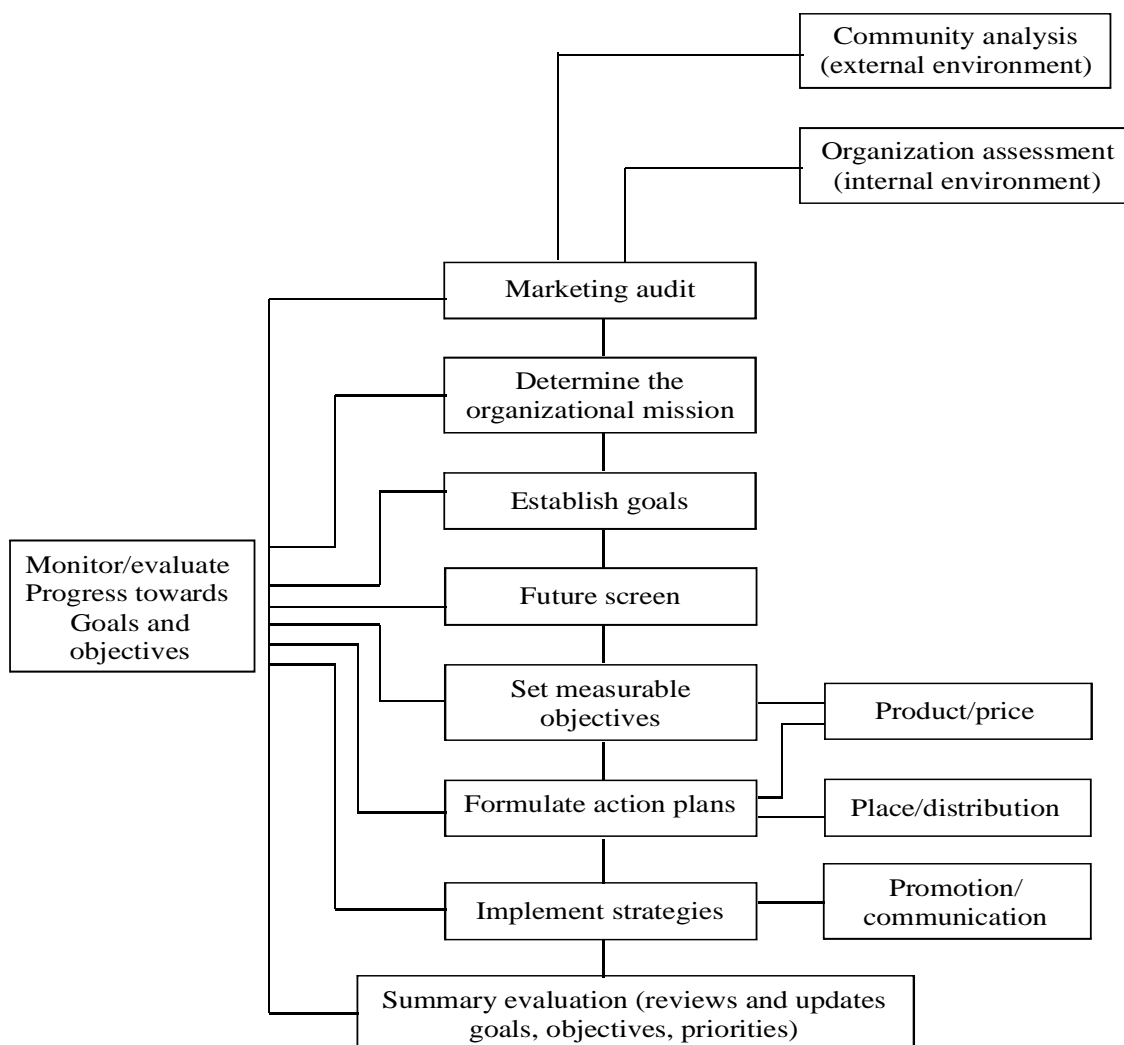 Community analysis
(external environment)
Organization assessment
(internal environment)
Marketing audit
Determine the
organizational mission
Establish goals
Monitor/evaluate
Progress towards
Goals and
objectives
Future screen
Set measurable
objectives
Product/price
Formulate action plans
Place/distribution
Implement strategies
Promotion/
communication
Summary evaluation (reviews and updates
goals, objectives, priorities)